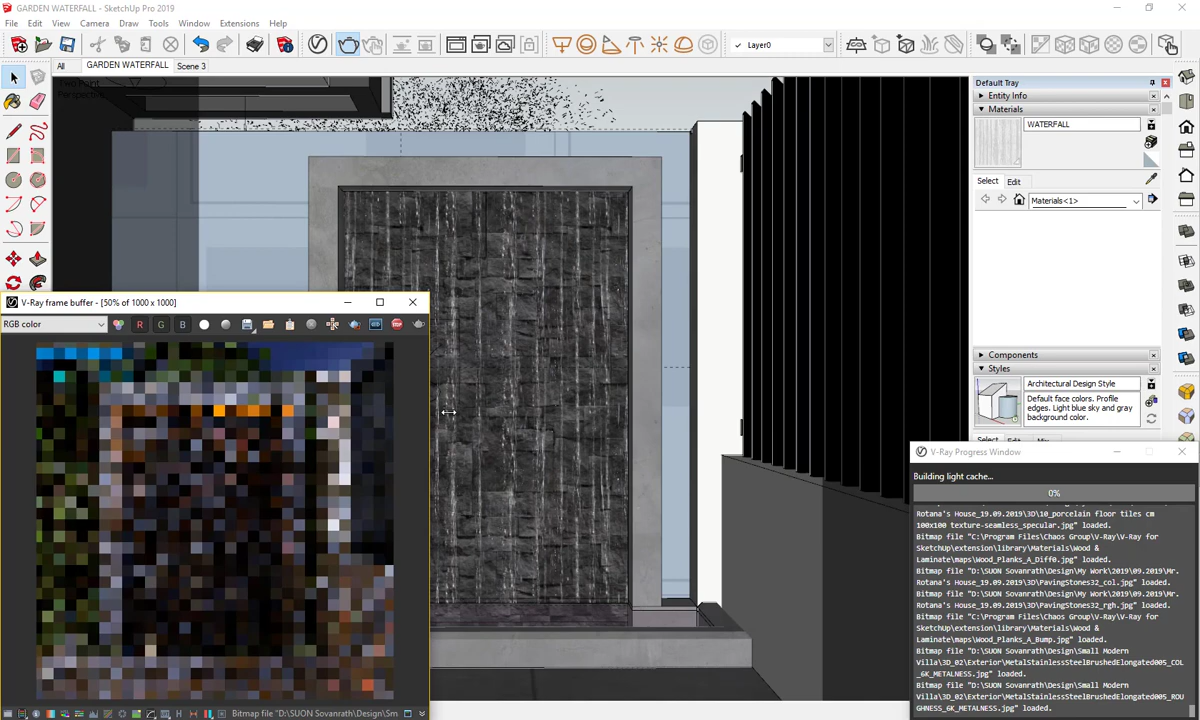 GARDEN WATERFALL - SketchUp Pro 2019
File Edit View Camera Draw Tools Window Extensions Help
Layer0
All GARDEN WATERFALL Scene 3
Perspective
Default Tray
Entity Info
Materials
WATERFALL
Select Edit
Materials<1>
Components
Styles
Architectural Design Style
Default face colors. Profile
edges. Light blue sky and gray
background color.
Select Edit Mix
V-Ray frame buffer - [50% of 1000 x 1000]
RGB color
R G B
STOP
Bitmap file "D:\SUON Sovanrath\Design\Sm
V-Ray Progress Window
Building light cache...
0%
Rotana's House_19.09.2019\3D\10_porcelain floor tiles cm
100x100 texture-seamless_specular.jpg" loaded.
Bitmap file "C:\Program Files\Chaos Group\V-Ray\V-Ray for
SketchUp\extension\library\Materials\Wood &
Laminate\maps\Wood_Planks_A_Diff0.jpg" loaded.
Bitmap file "D:\SUON Sovanrath\Design\My Work\2019\09.2019\Mr.
Rotana's House_19.09.2019\3D\PavingStones32_col.jpg" loaded.
Bitmap file "D:\SUON Sovanrath\Design\My Work\2019\09.2019\Mr.
Rotana's House_19.09.2019\3D\PavingStones32_rgh.jpg" loaded.
Bitmap file "C:\Program Files\Chaos Group\V-Ray\V-Ray for
SketchUp\extension\library\Materials\Wood &
Laminate\maps\Wood_Planks_A_Bump.jpg" loaded.
Bitmap file "D:\SUON Sovanrath\Design\Small Modern
Villa\3D_02\Exterior\MetalStainlessSteelBrushedElongated005_COL
_6K_METALNESS.jpg" loaded.
Bitmap file "D:\SUON Sovanrath\Design\Small Modern
Villa\3D_02\Exterior\MetalStainlessSteelBrushedElongated005_ROU
GHNESS_6K_METALNESS.jpg" loaded.